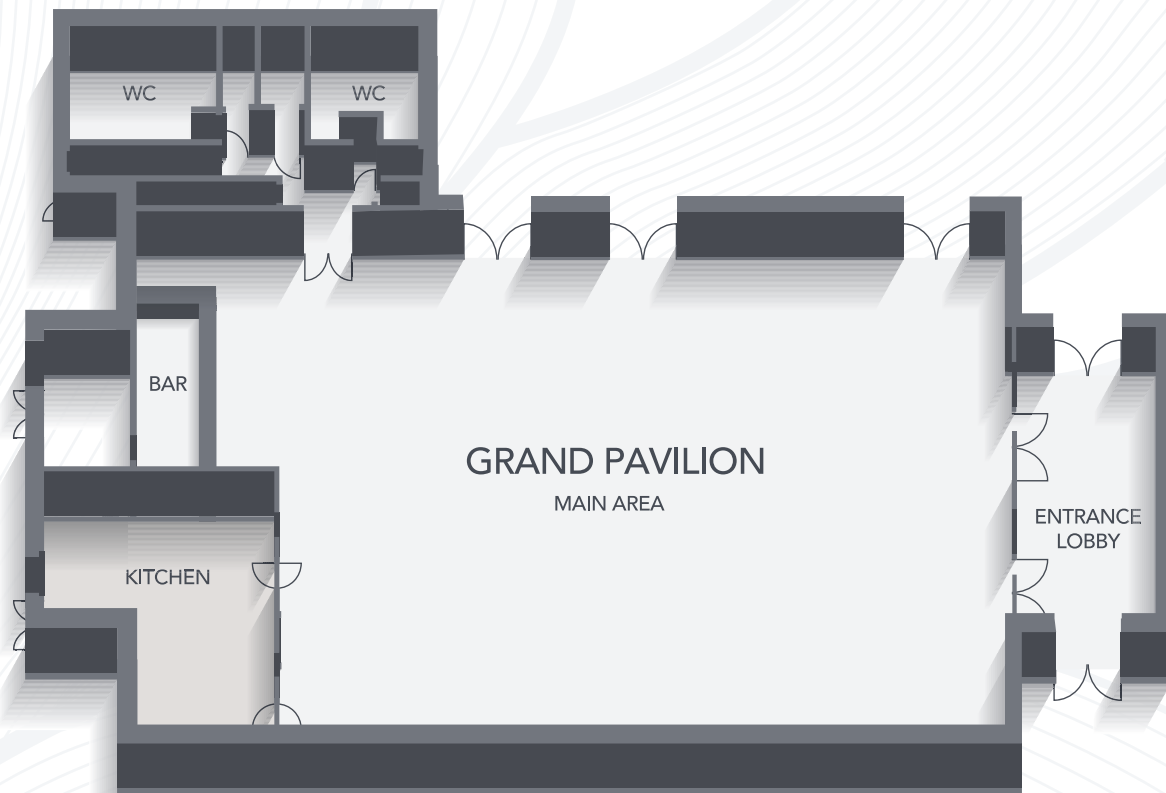 WC
WC
BAR
GRAND PAVILION
MAIN AREA
ENTRANCE
LOBBY
KITCHEN